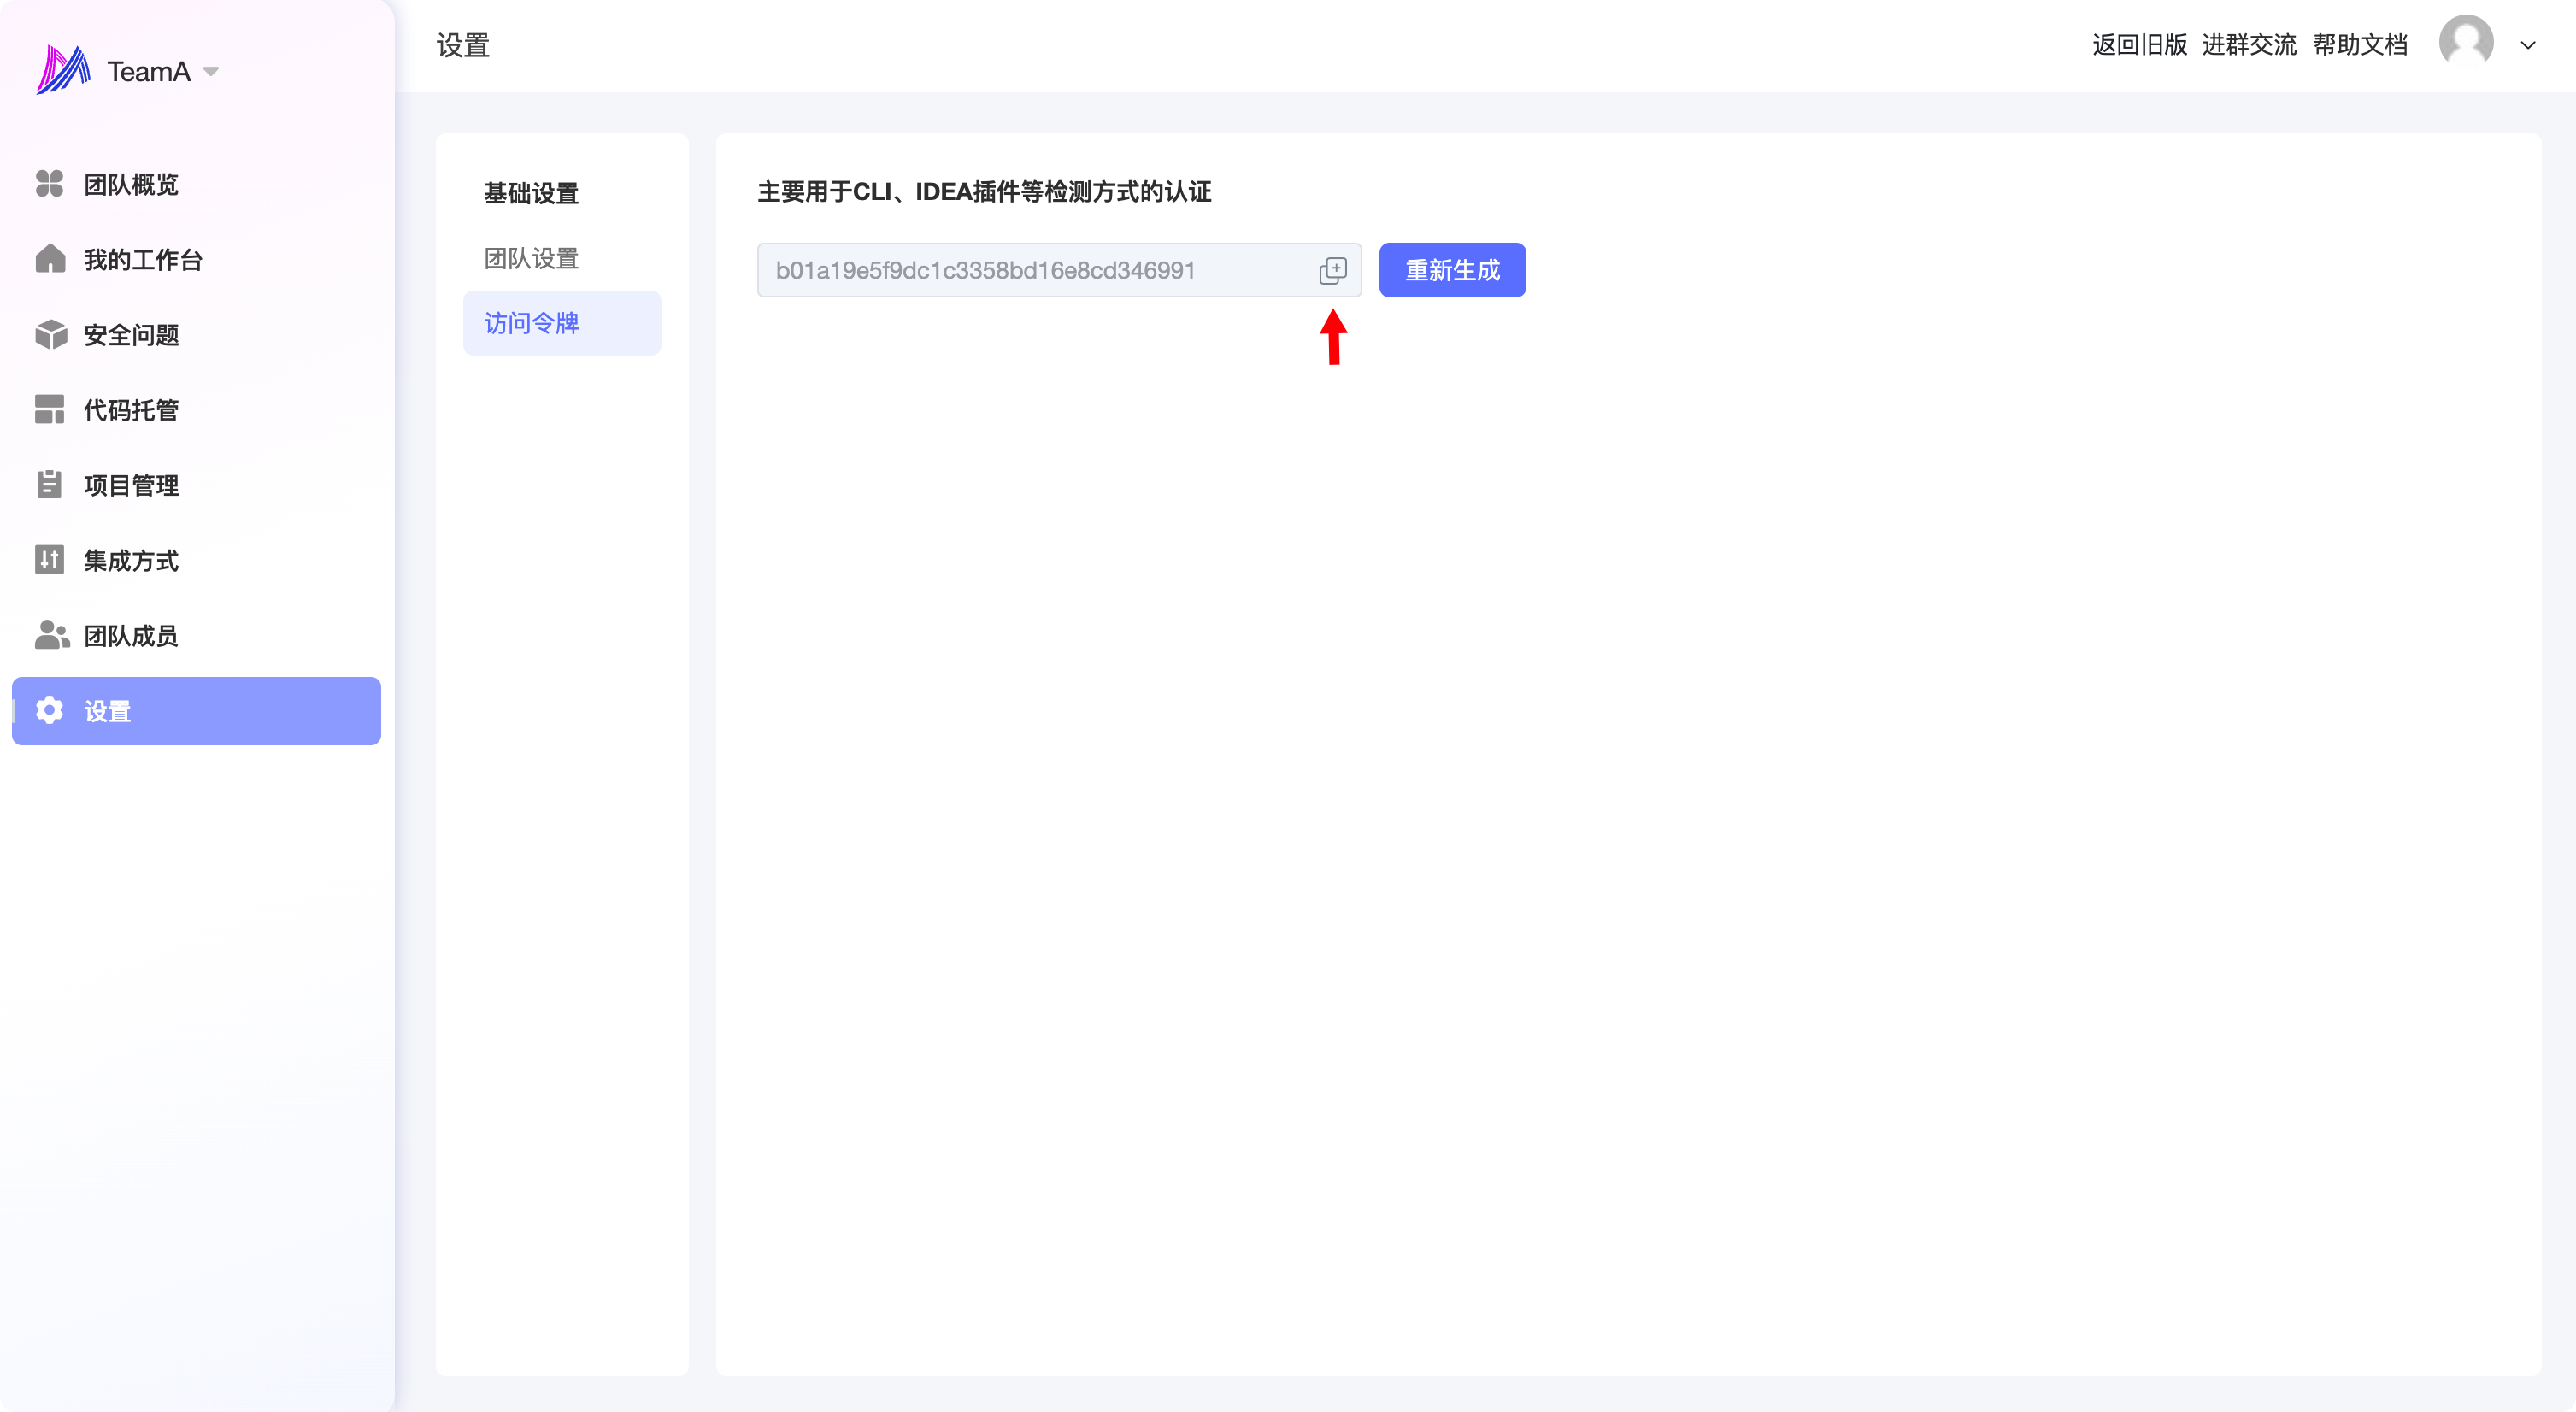 TeamA
团队概览
我的工作台
安全问题
代码托管
项目管理
集成方式
团队成员
设置
设置
返回旧版 进群交流 帮助文档
基础设置
团队设置
访问令牌
主要用于CLI、IDEA插件等检测方式的认证
b01a19e5f9dc1c3358bd16e8cd346991
重新生成